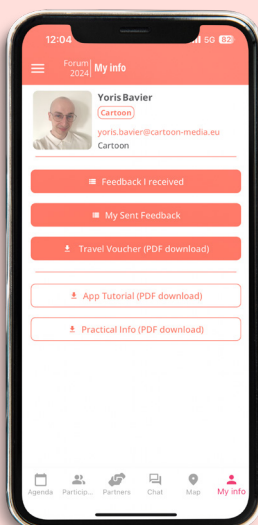 12:04
5G 82
Forum
2024 My info
Yoris Bavier
Cartoon
yoris.bavier@cartoon-media.eu
Cartoon
Feedback I received
My Sent Feedback
Travel Voucher (PDF download)
App Tutorial (PDF download)
Practical Info (PDF download)
Agenda Particip... Partners Chat Map My info